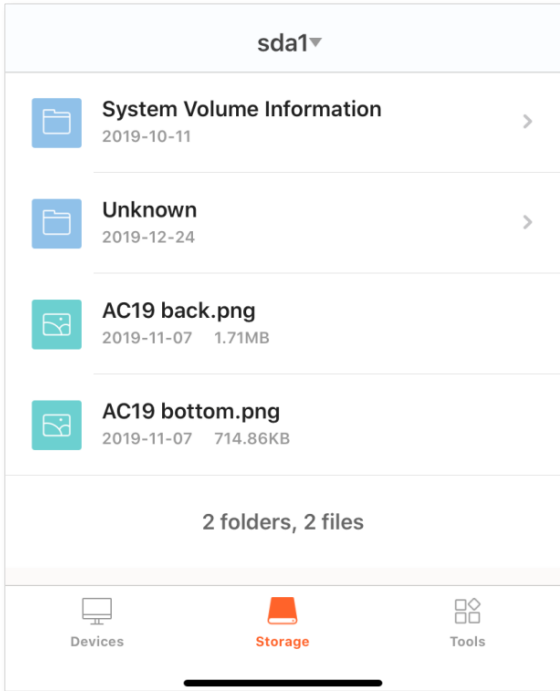 sda1
System Volume Information
2019-10-11
Unknown
2019-12-24
AC19 back.png
2019-11-07 1.71MB
AC19 bottom.png
2019-11-07 714.86KB
2 folders, 2 files
Devices Storage Tools